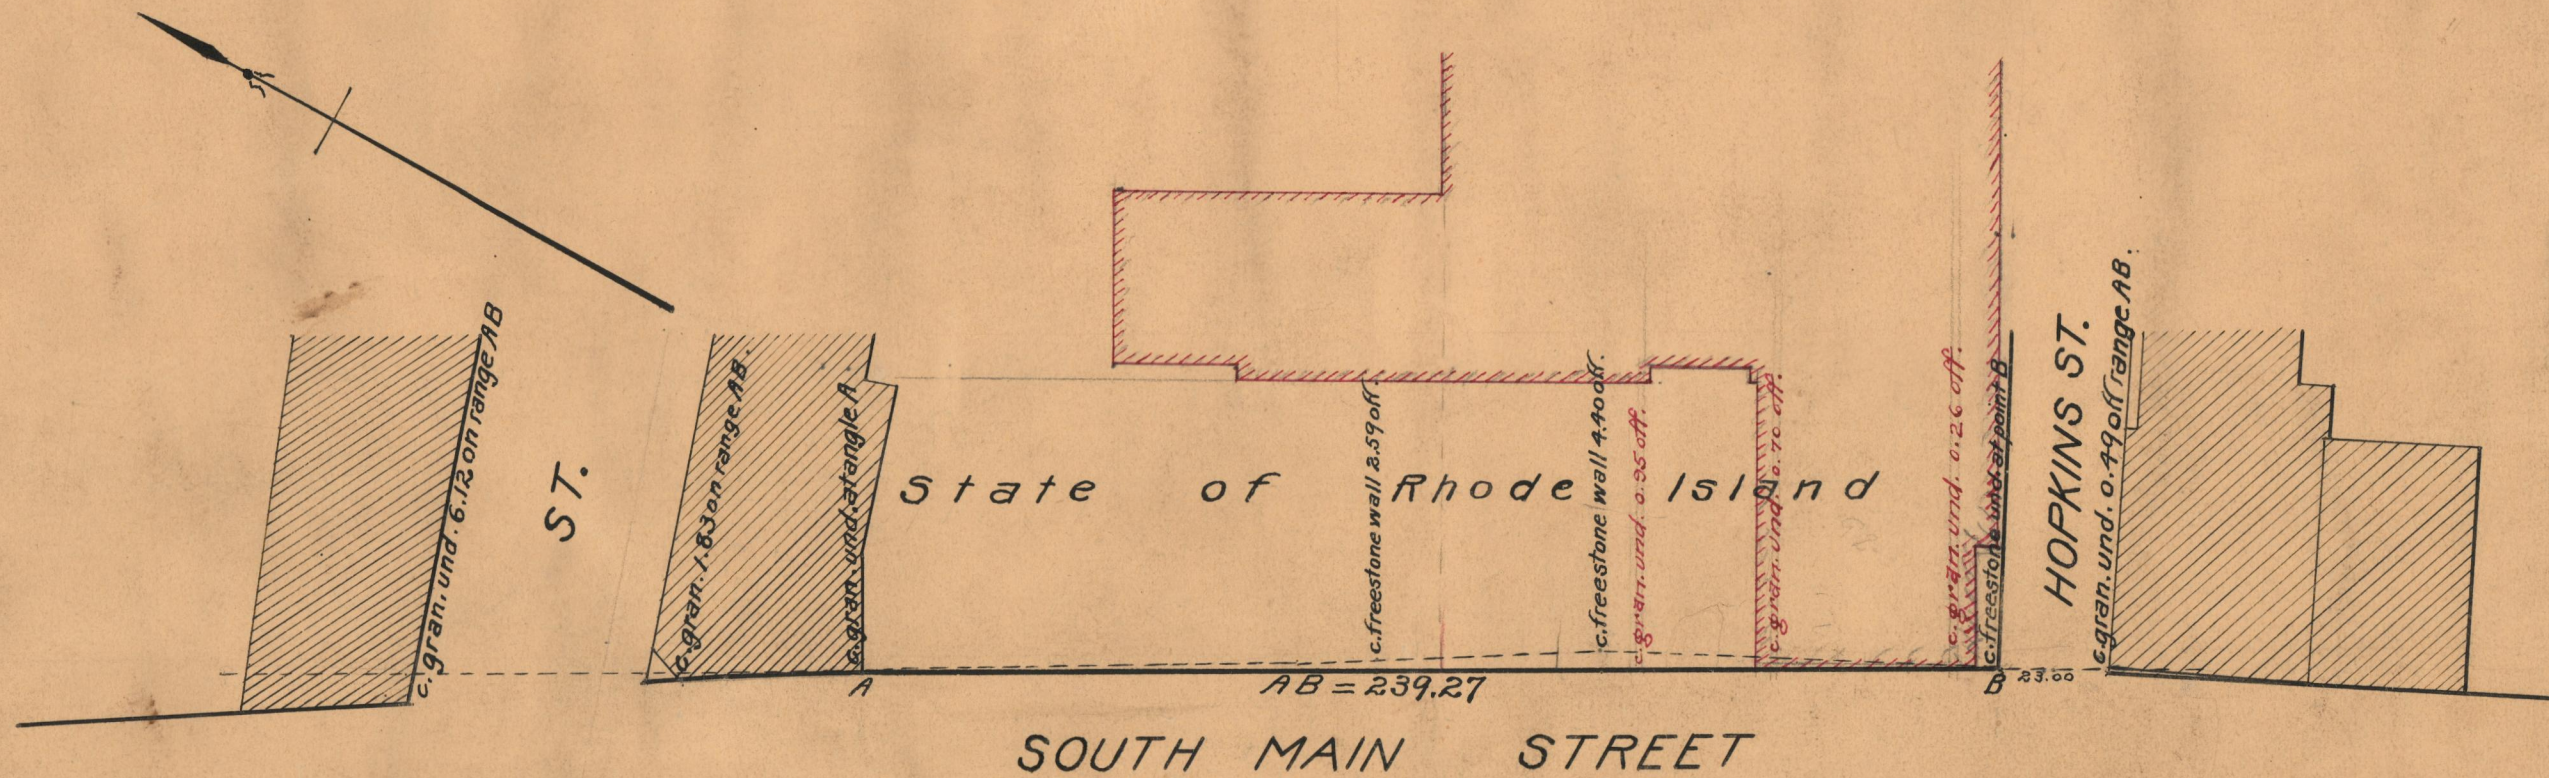 c. gran. und. 6.12 on range AB
ST.
c. gran. 1.83 on range AB.
c. gran. und. at angle A
State of Rhode Island
c. freestone wall 2.59 off.
c. freestone wall 4.40 off.
c. gran. und. 0.95 off.
c. gran. und. 0.70 off.
c. gran. und. 0.26 off.
c. freestone und. at point B
HOPKINS ST.
c. gran. und. 0.49 off range AB.
A
AB = 239.27
B
23.00
SOUTH MAIN STREET